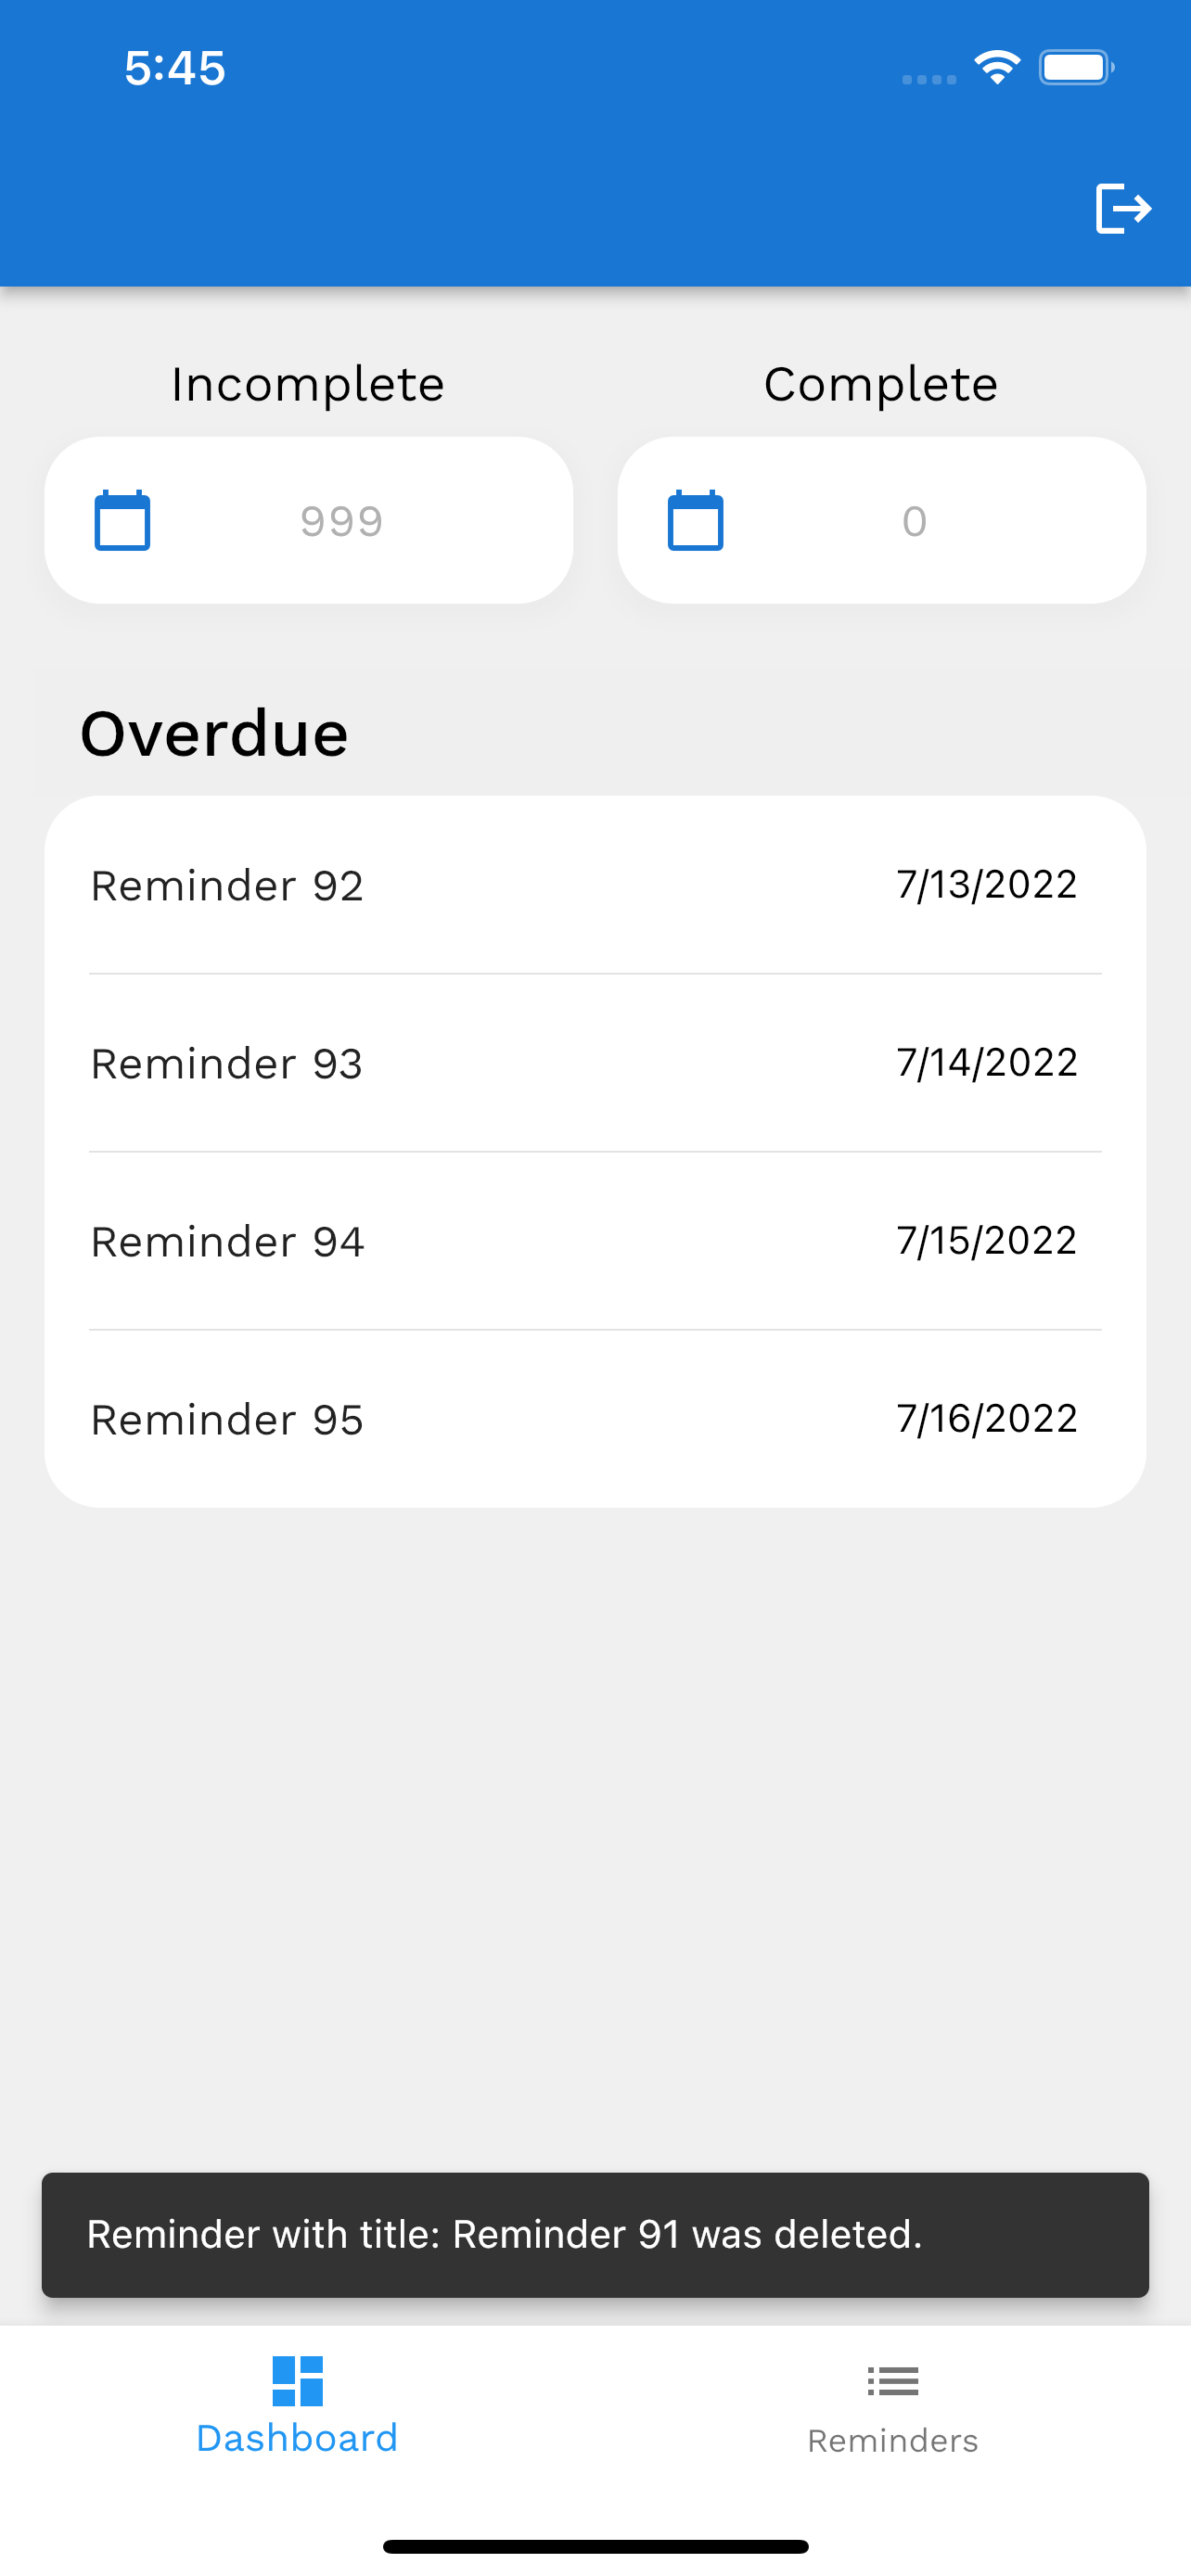 5:45
Incomplete
Complete
999
0
Overdue
Reminder 92
7/13/2022
Reminder 93
7/14/2022
Reminder 94
7/15/2022
Reminder 95
7/16/2022
Reminder with title: Reminder 91 was deleted.
Dashboard
Reminders